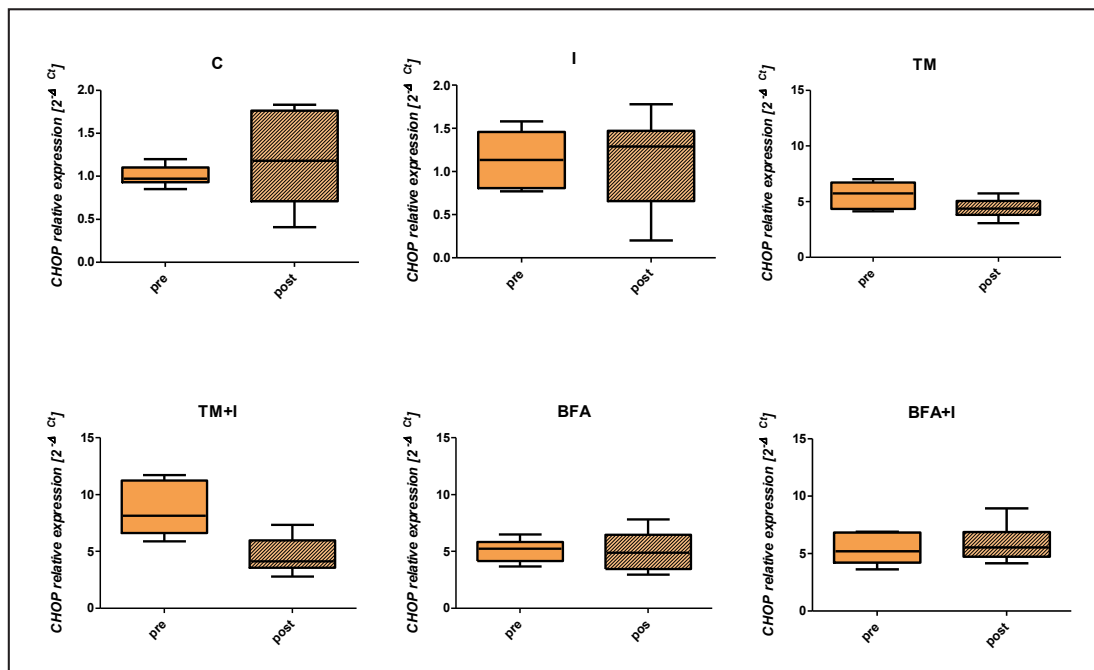 C
CHOP relative expression [2-Δ Ct]
2.0
1.5
1.0
0.5
0.0
pre
post
I
CHOP relative expression [2-Δ Ct]
2.0
1.5
1.0
0.5
0.0
pre
post
TM
CHOP relative expression [2-Δ Ct]
15
10
5
0
pre
post
TM+I
CHOP relative expression [2-Δ Ct]
15
10
5
0
pre
post
BFA
CHOP relative expression [2-Δ Ct]
15
10
5
0
pre
pos
BFA+I
CHOP relative expression [2-Δ Ct]
15
10
5
0
pre
post